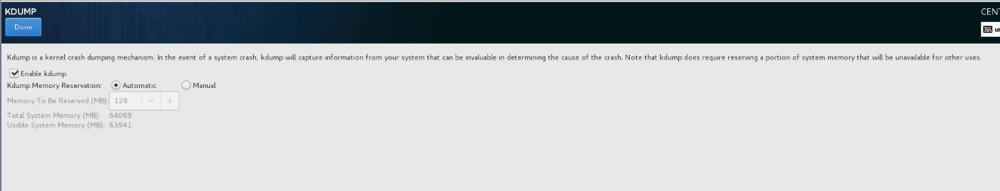 KDUMP
CENT
Done
us
Kdump is a kernel crash dumping mechanism. In the event of a system crash, kdump will capture information from your system that can be invaluable in determining the cause of the crash. Note that kdump does require reserving a portion of system memory that will be unavailable for other uses.
Enable kdump
Kdump Memory Reservation: Automatic Manual
Memory To Be Reserved (MB): 128 − +
Total System Memory (MB): 64069
Usable System Memory (MB): 63941